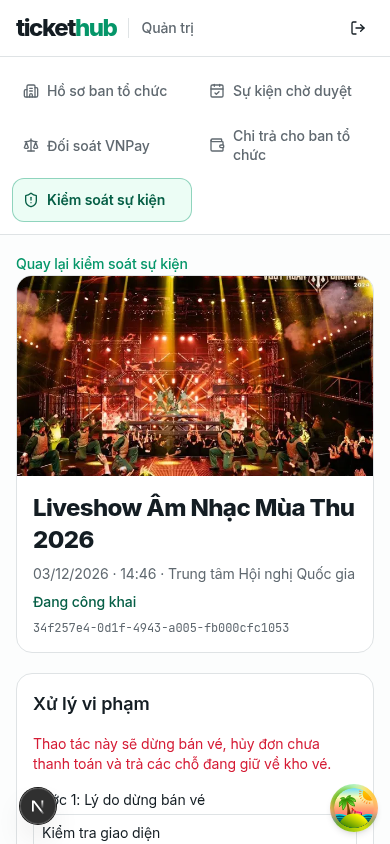 tickethub
Quản trị
Hồ sơ ban tổ chức
Sự kiện chờ duyệt
Đối soát VNPay
Chi trả cho ban tổ
chức
Kiểm soát sự kiện
Quay lại kiểm soát sự kiện
Liveshow Âm Nhạc Mùa Thu
2026
03/12/2026 · 14:46 · Trung tâm Hội nghị Quốc gia
Đang công khai
34f257e4-0d1f-4943-a005-fb000cfc1053
Xử lý vi phạm
Thao tác này sẽ dừng bán vé, hủy đơn chưa
thanh toán và trả các chỗ đang giữ về kho vé.
1: Lý do dừng bán vé
Kiểm tra giao diện
N